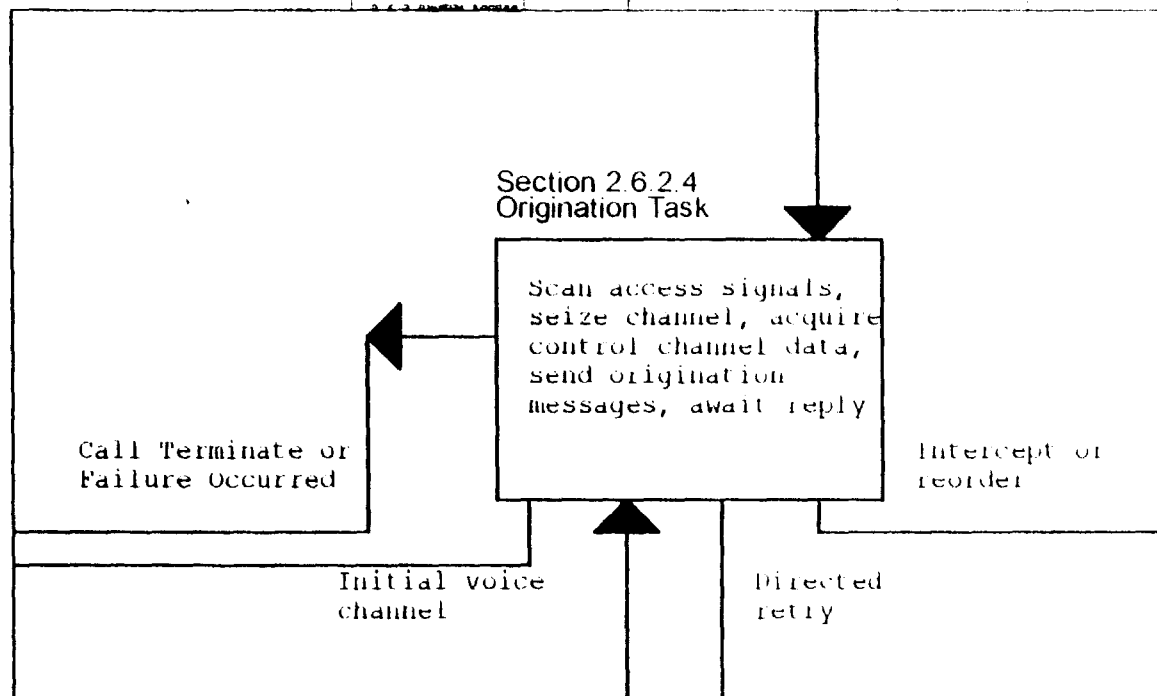 Section 2.6.2.4
Origination Task
Scan access signals,
seize channel, acquire
control channel data,
send origination
messages, await reply
Call Terminate or
Failure Occurred
Intercept or
reorder
Initial voice
channel
Directed
retry